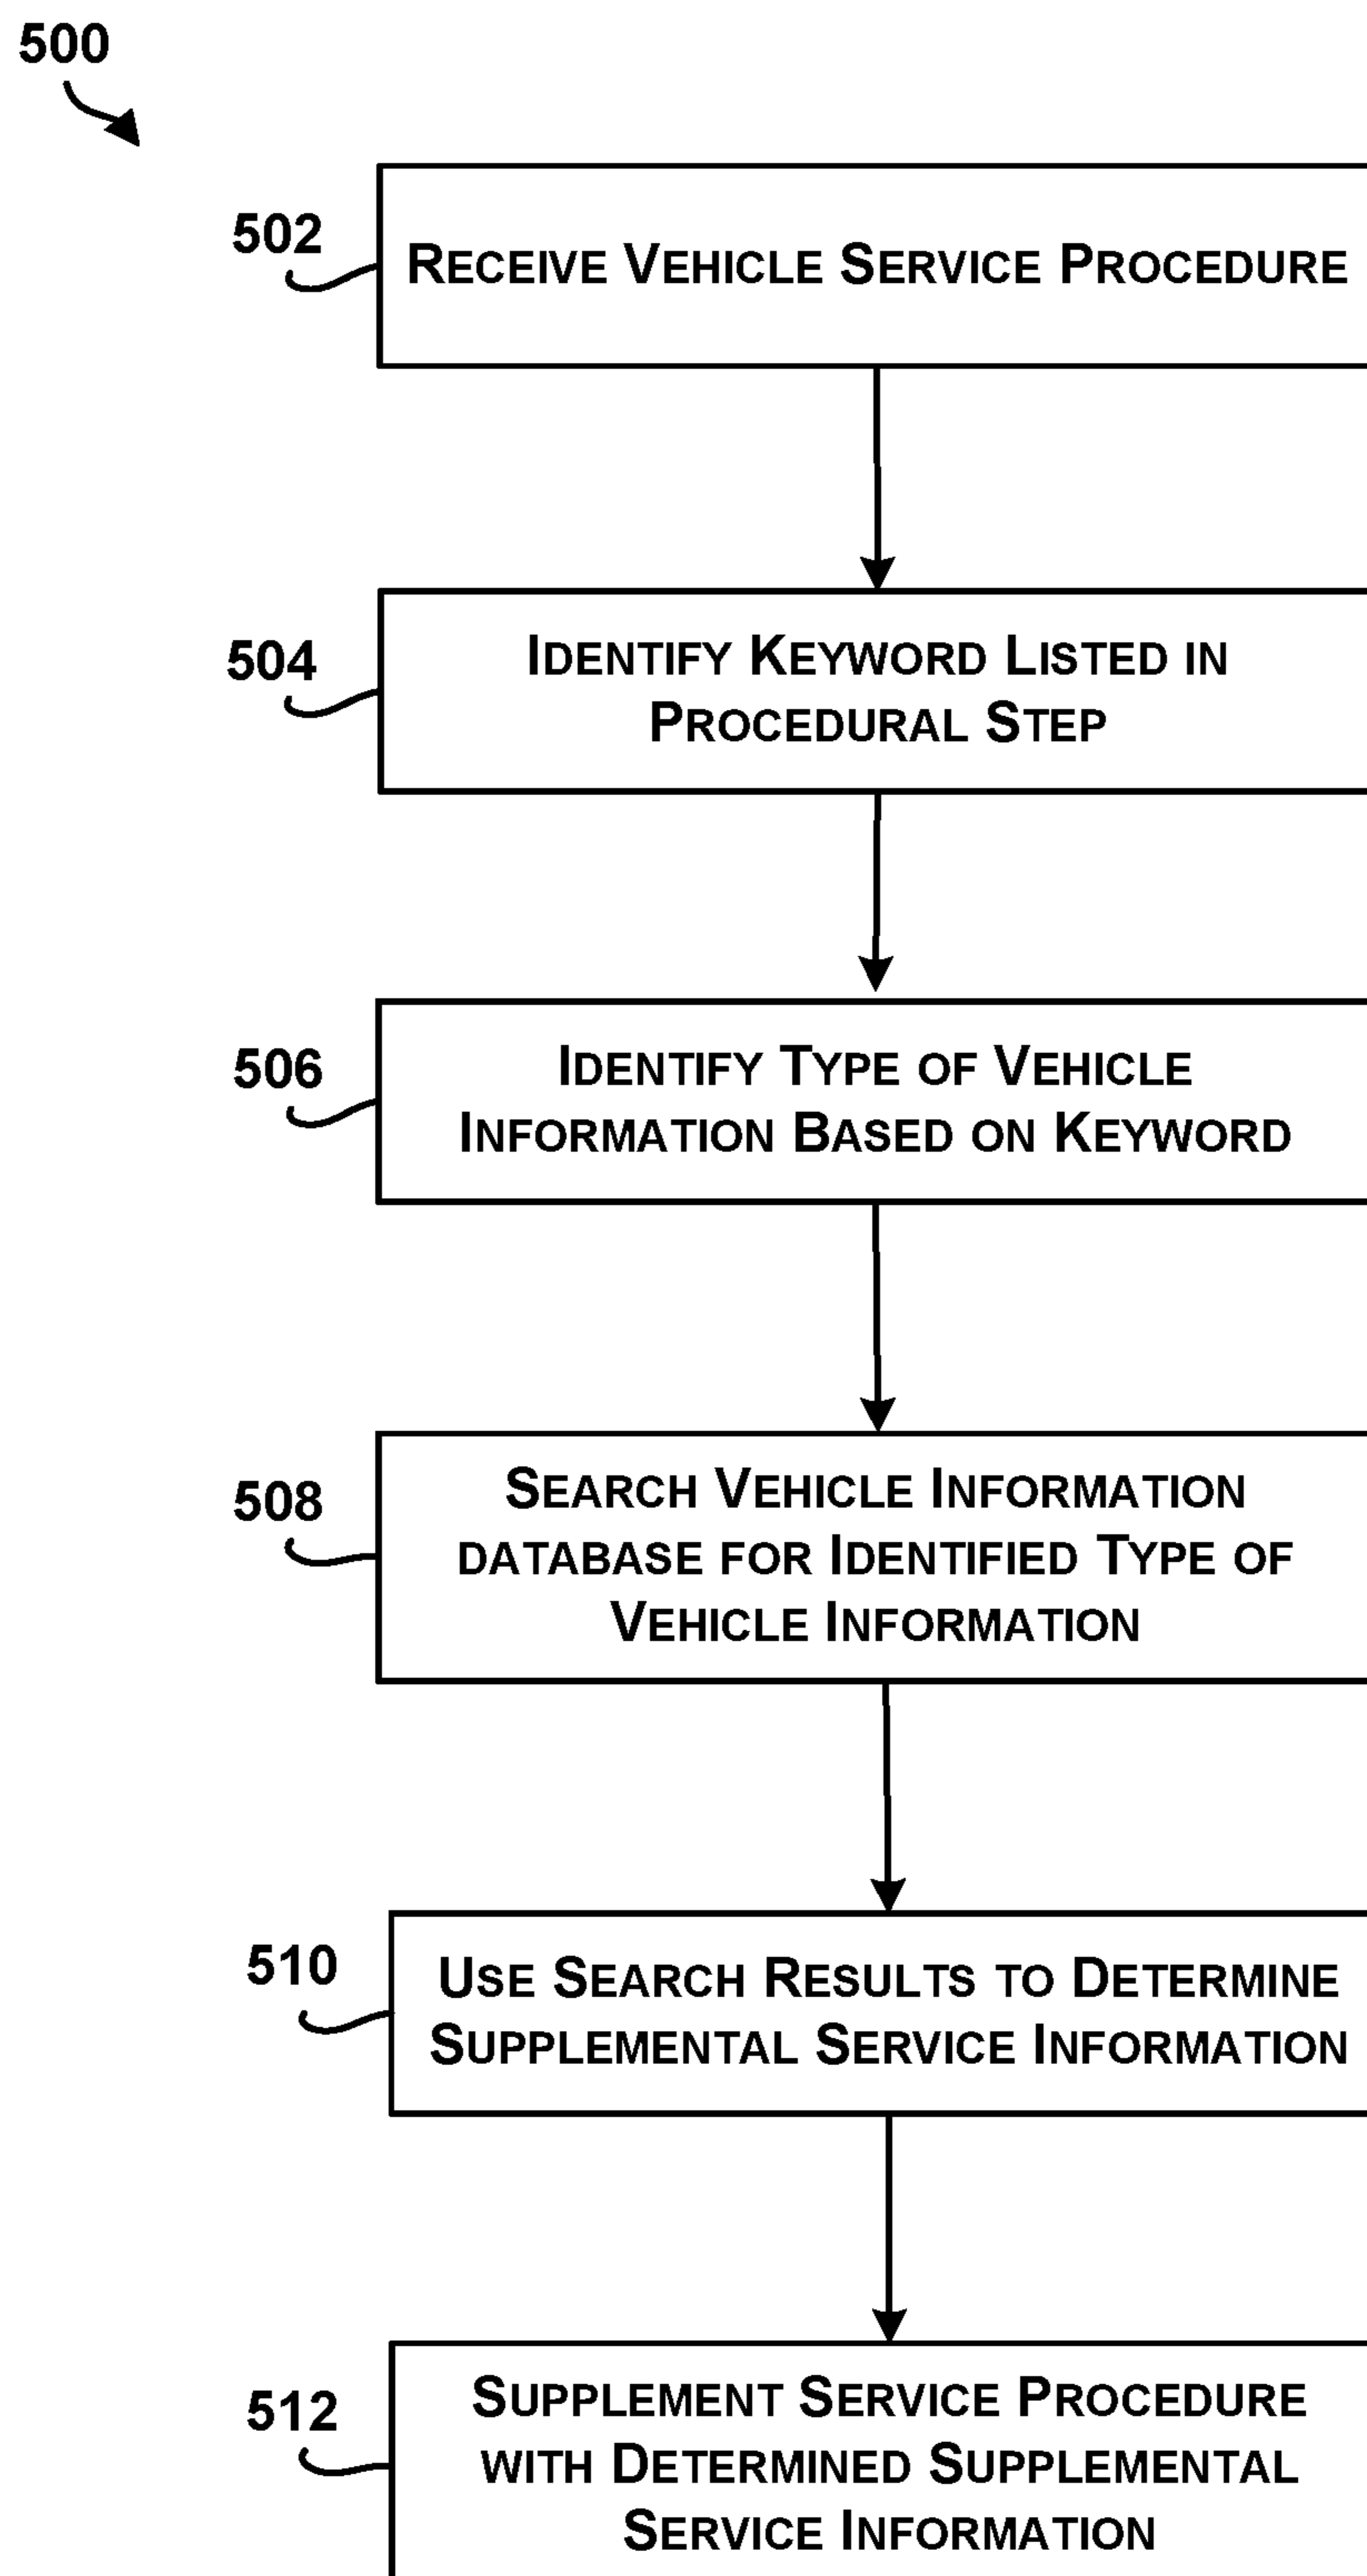 500
502
RECEIVE VEHICLE SERVICE PROCEDURE
504
IDENTIFY KEYWORD LISTED IN
PROCEDURAL STEP
506
IDENTIFY TYPE OF VEHICLE
INFORMATION BASED ON KEYWORD
508
SEARCH VEHICLE INFORMATION
DATABASE FOR IDENTIFIED TYPE OF
VEHICLE INFORMATION
510
USE SEARCH RESULTS TO DETERMINE
SUPPLEMENTAL SERVICE INFORMATION
512
SUPPLEMENT SERVICE PROCEDURE
WITH DETERMINED SUPPLEMENTAL
SERVICE INFORMATION